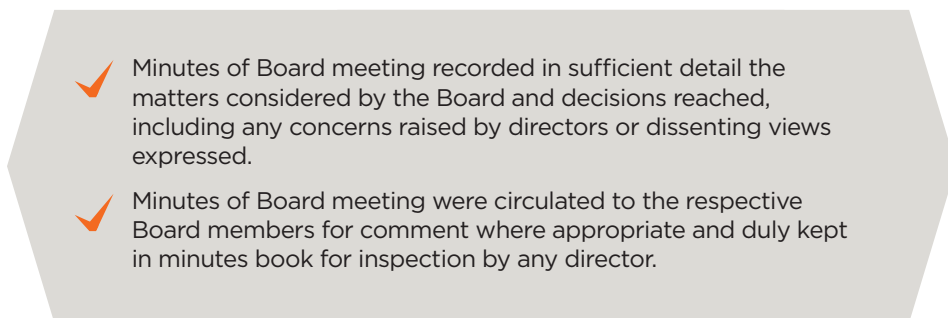 Minutes of Board meeting recorded in sufficient detail the
matters considered by the Board and decisions reached,
including any concerns raised by directors or dissenting views
expressed.
Minutes of Board meeting were circulated to the respective
Board members for comment where appropriate and duly kept
in minutes book for inspection by any director.